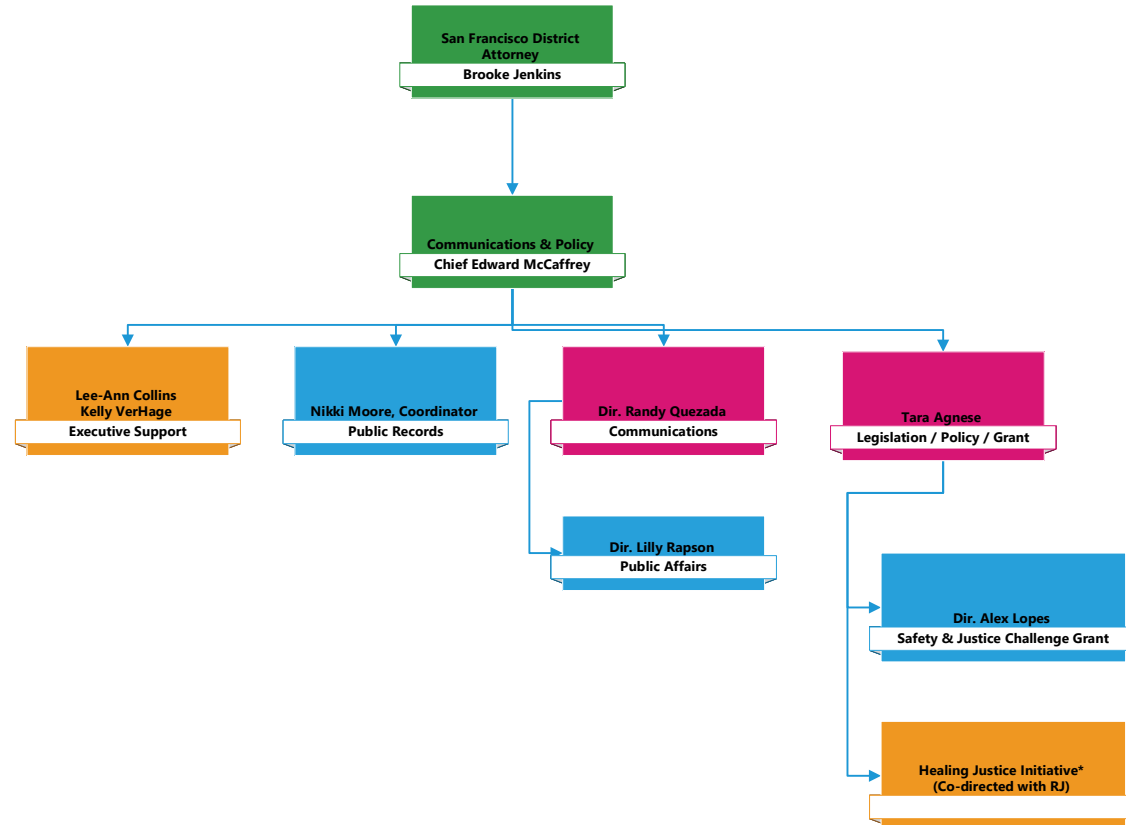 San Francisco District
Attorney
Brooke Jenkins
Communications & Policy
Chief Edward McCaffrey
Lee-Ann Collins
Kelly VerHage
Executive Support
Nikki Moore, Coordinator
Public Records
Dir. Randy Quezada
Communications
Tara Agnese
Legislation / Policy / Grant
Dir. Lilly Rapson
Public Affairs
Dir. Alex Lopes
Safety & Justice Challenge Grant
Healing Justice Initiative*
(Co-directed with RJ)